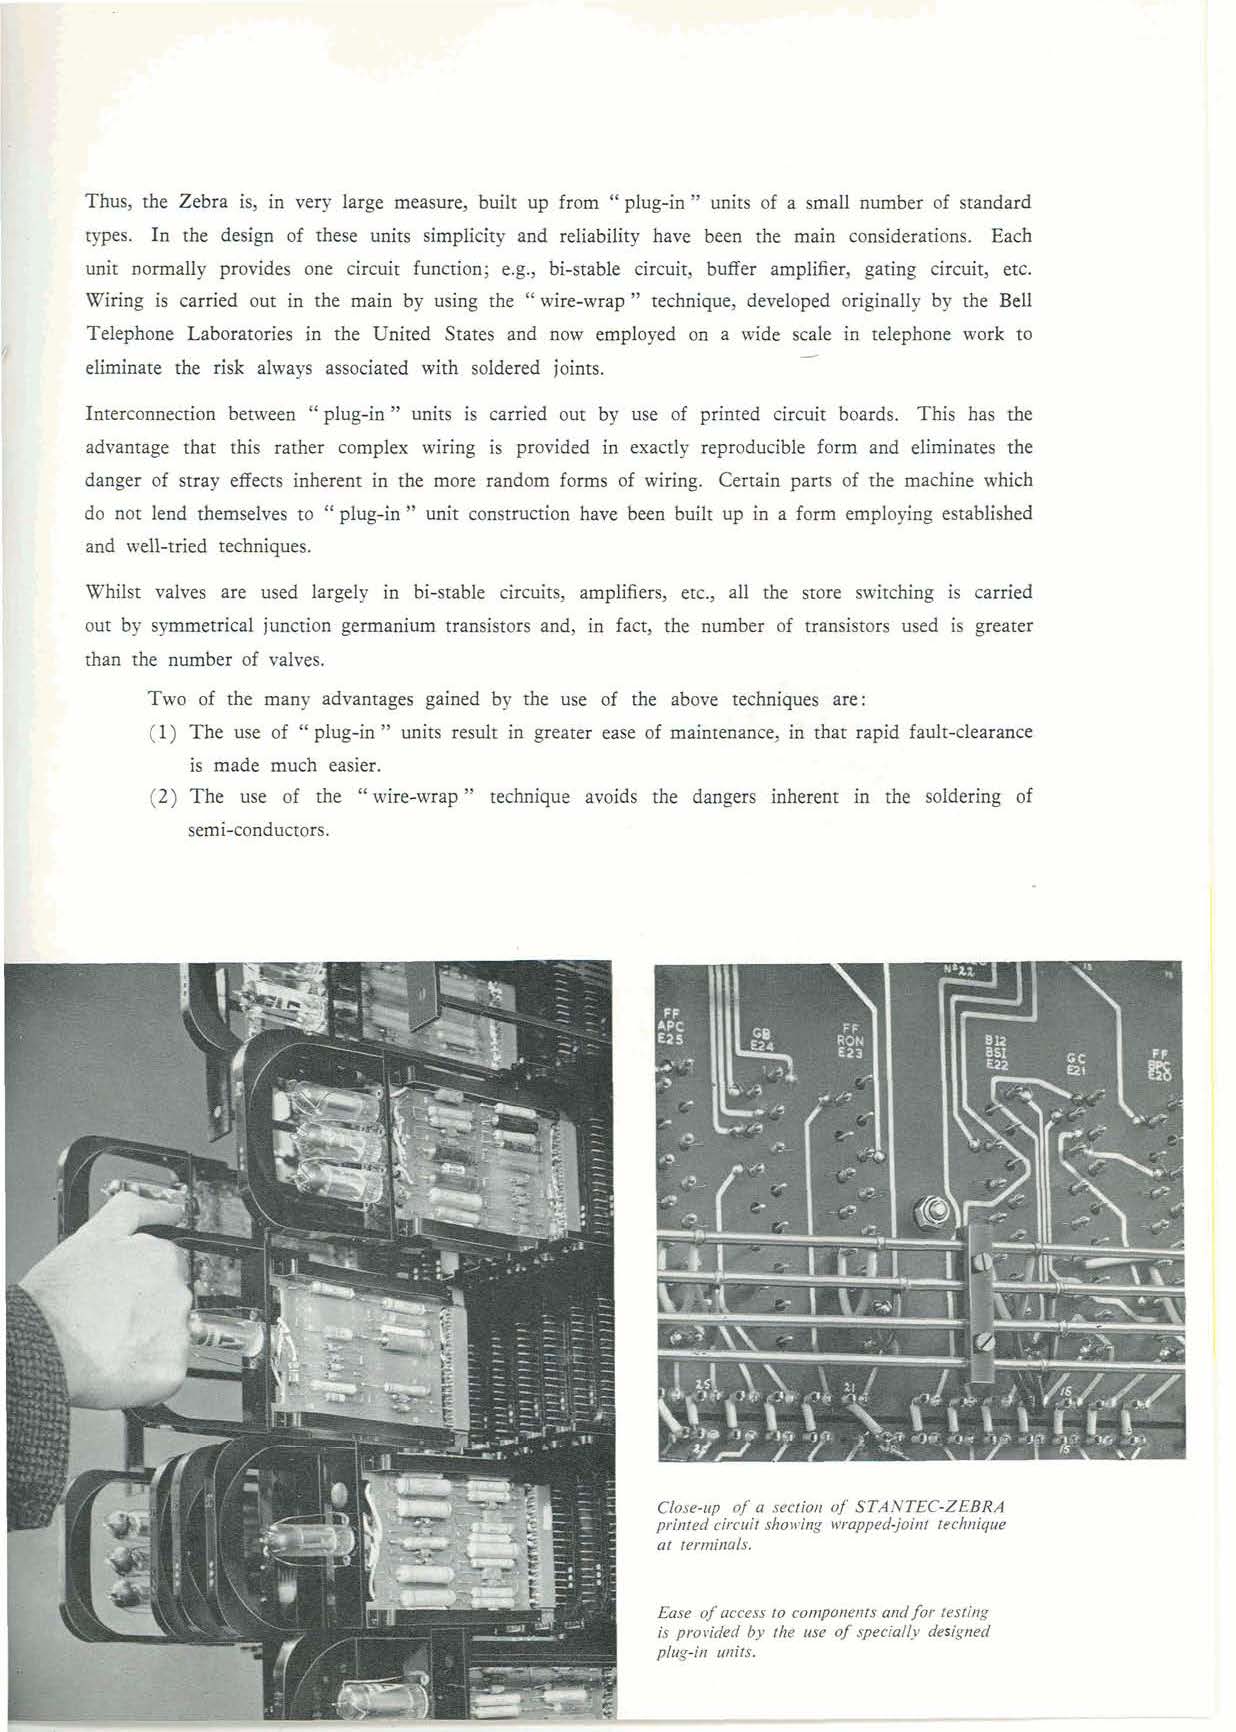 Thus, the Zebra is, in very large measure, built up from “ plug-in ” units of a small number of standard
types. In the design of these units simplicity and reliability have been the main considerations. Each
unit normally provides one circuit function; e.g., bi-stable circuit, buffer amplifier, gating circuit, etc.
Wiring is carried out in the main by using the “ wire-wrap ” technique, developed originally by the Bell
Telephone Laboratories in the United States and now employed on a wide scale in telephone work to
eliminate the risk always associated with soldered joints.
Interconnection between “ plug-in ” units is carried out by use of printed circuit boards. This has the
advantage that this rather complex wiring is provided in exactly reproducible form and eliminates the
danger of stray effects inherent in the more random forms of wiring. Certain parts of the machine which
do not lend themselves to “ plug-in ” unit construction have been built up in a form employing established
and well-tried techniques.
Whilst valves are used largely in bi-stable circuits, amplifiers, etc., all the store switching is carried
out by symmetrical junction germanium transistors and, in fact, the number of transistors used is greater
than the number of valves.
Two of the many advantages gained by the use of the above techniques are:
(1) The use of “ plug-in ” units result in greater ease of maintenance, in that rapid fault-clearance
is made much easier.
(2) The use of the “ wire-wrap ” technique avoids the dangers inherent in the soldering of
semi-conductors.
FF
APC
E25
GB
E24
FF
RON
E23
B12
BSI
E22
GC
E21
FF
E20
25
21
16
15
Close-up of a section of STANTEC-ZEBRA
printed circuit showing wrapped-joint technique
at terminals.
Ease of access to components and for testing
is provided by the use of specially designed
plug-in units.